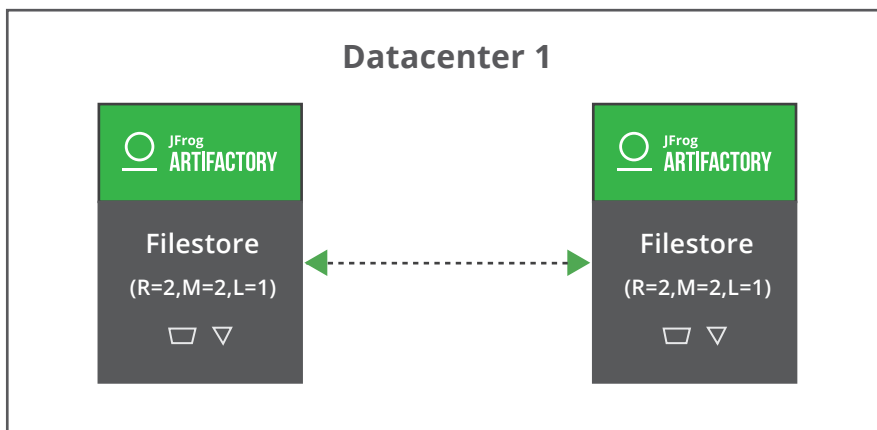 Datacenter 1
JFrog
ARTIFACTORY
Filestore
(R=2,M=2,L=1)
JFrog
ARTIFACTORY
Filestore
(R=2,M=2,L=1)